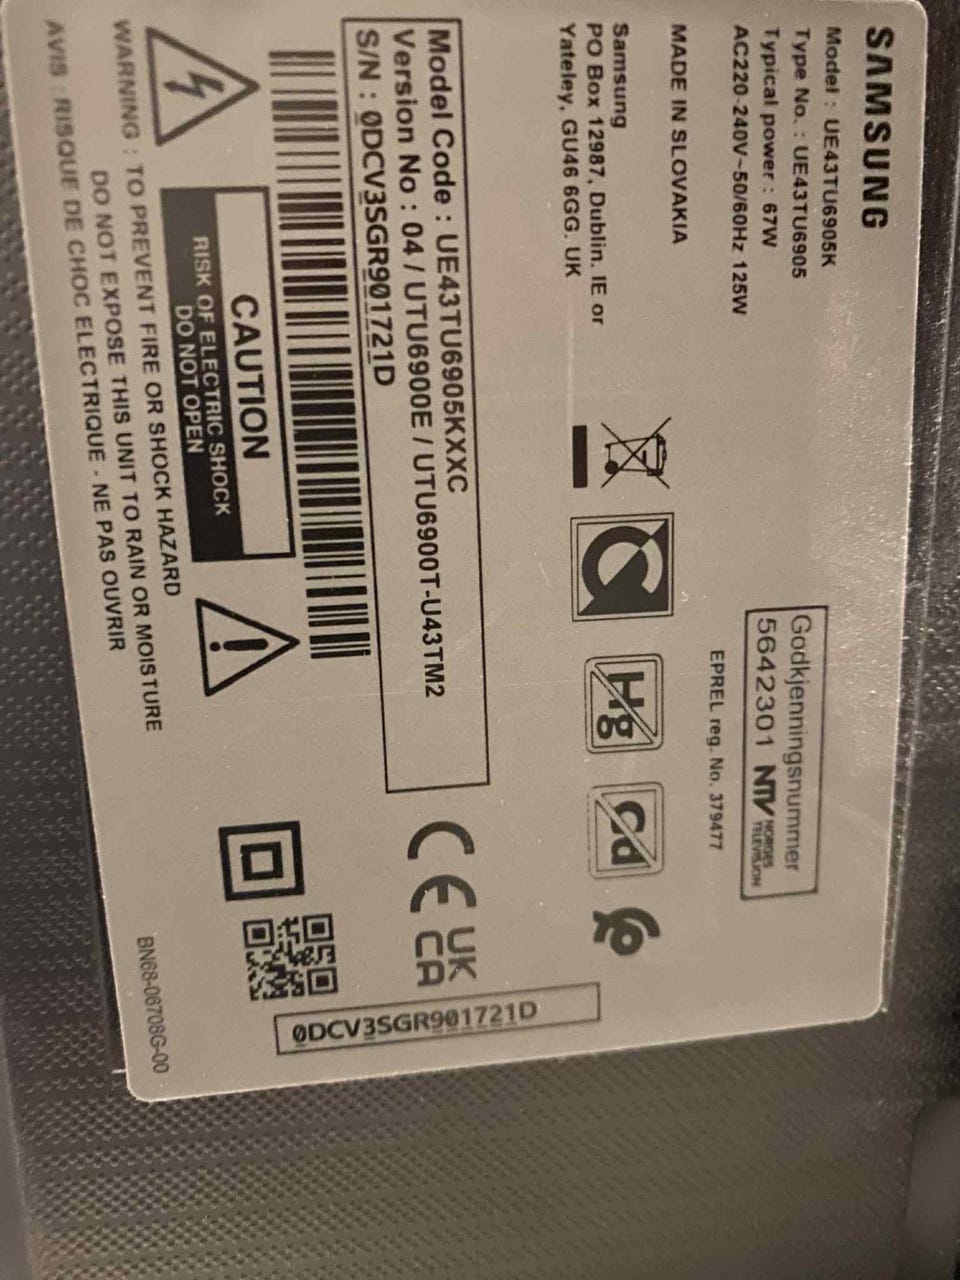 SAMSUNG
Model : UE43TU6905K
Type No. : UE43TU6905
Typical power : 67W
AC220-240V~50/60Hz 125W
MADE IN SLOVAKIA
Samsung
PO Box 12987, Dublin. IE or
Yateley, GU46 6GG. UK
Godkjenningsnummer
5642301 NTV NORGES TELEVISJON
EPREL reg. No. 379477
Hg
Cd
Model Code : UE43TU6905KXXC
Version No : 04 / UTU6900E / UTU6900T-U43TM2
S/N : 0DCV3SGR901721D
CE
UK
CA
0DCV3SGR901721D
CAUTION
RISK OF ELECTRIC SHOCK
DO NOT OPEN
WARNING : TO PREVENT FIRE OR SHOCK HAZARD
DO NOT EXPOSE THIS UNIT TO RAIN OR MOISTURE
AVIS : RISQUE DE CHOC ELECTRIQUE - NE PAS OUVRIR
BN68-06708G-00